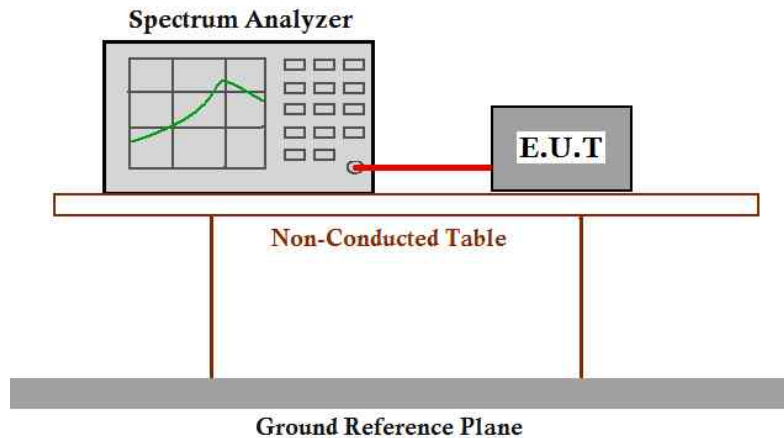 Spectrum Analyzer
E.U.T
Non-Conducted Table
Ground Reference Plane